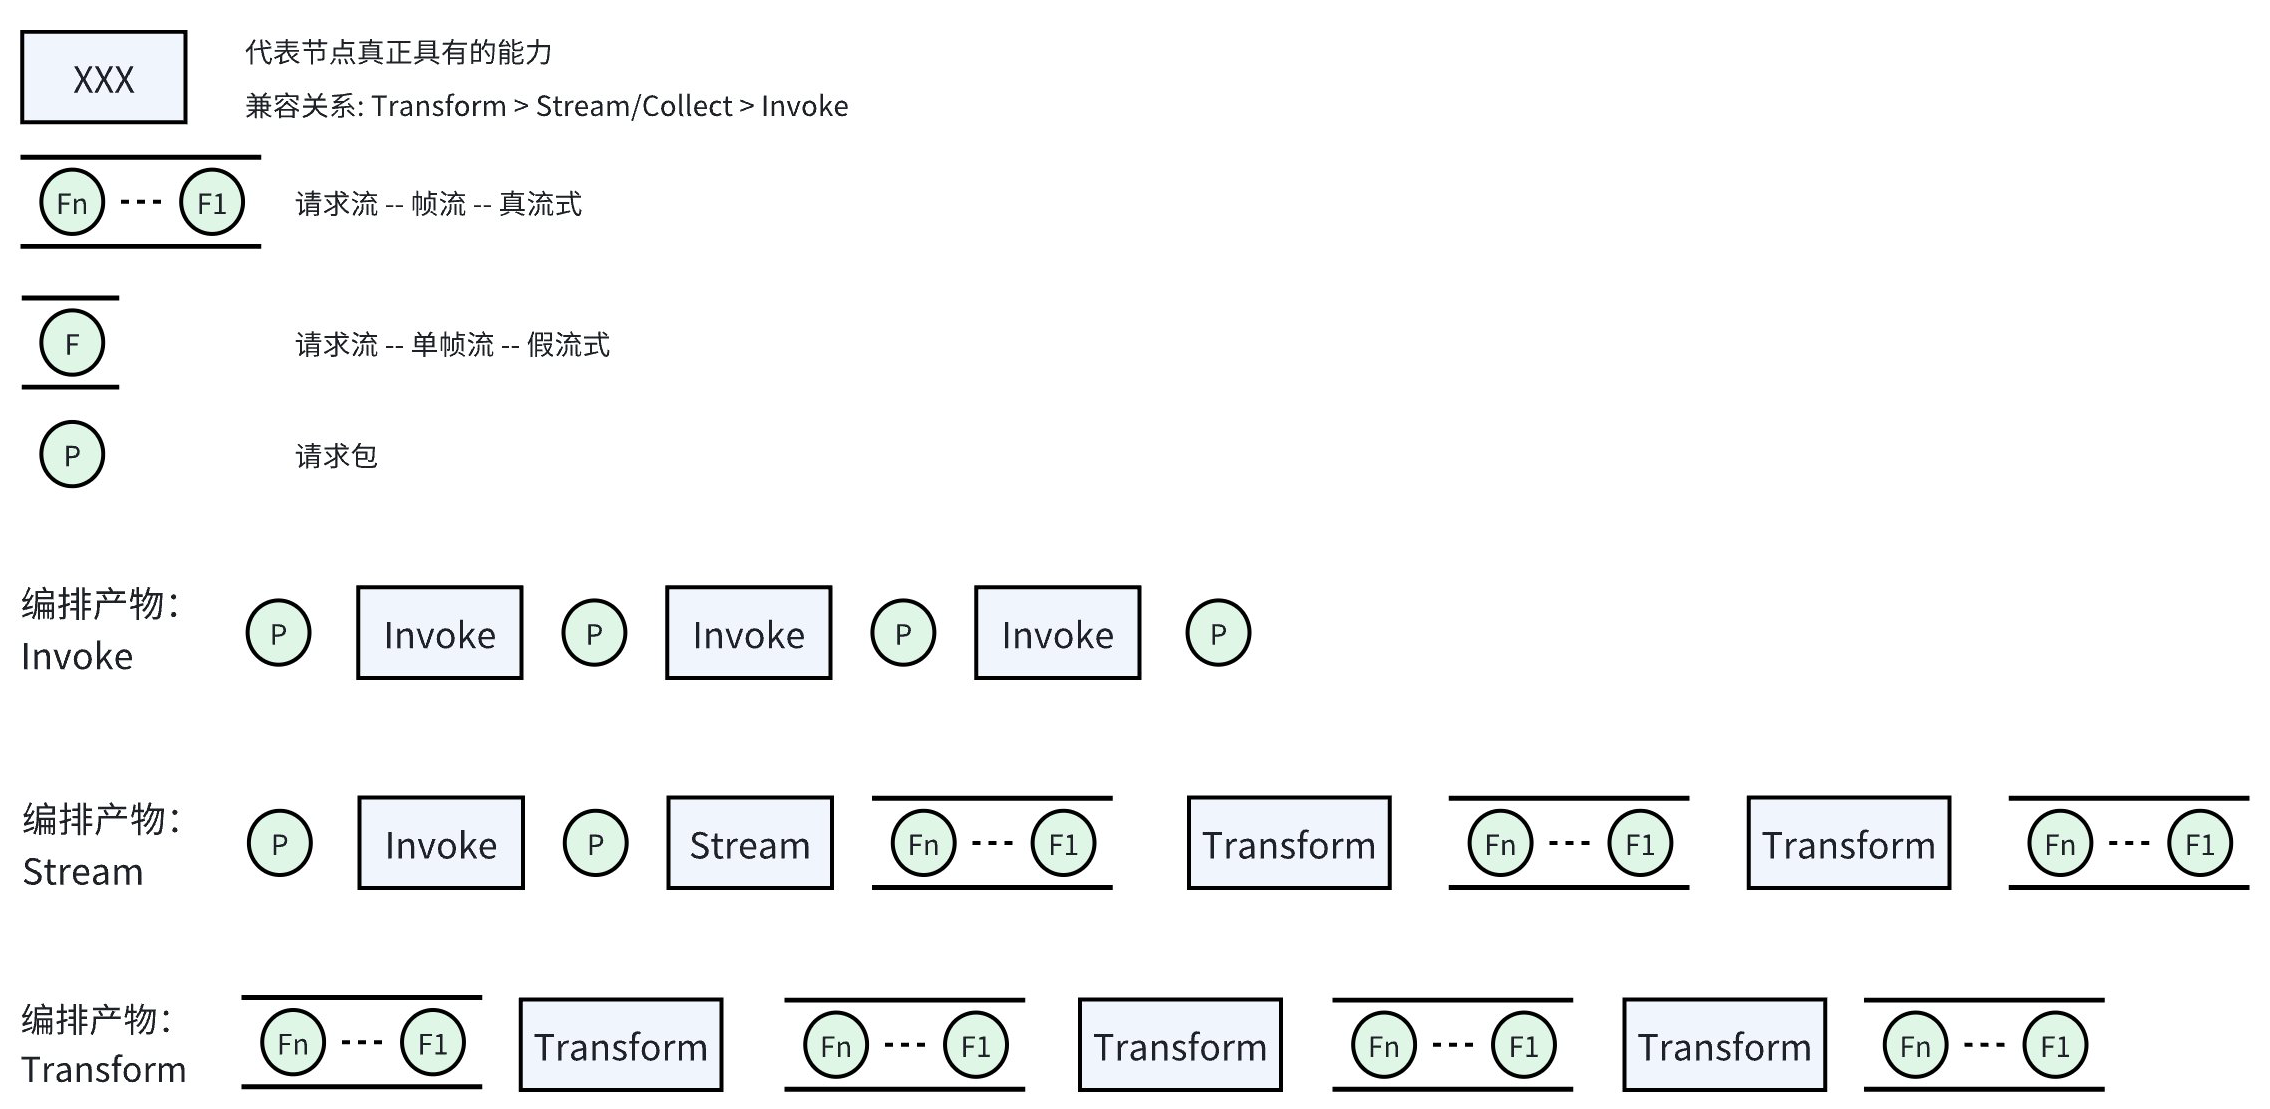 XXX
代表节点真正具有的能力
兼容关系: Transform > Stream/Collect > Invoke
Fn --- F1
请求流 -- 帧流 -- 真流式
F
请求流 -- 单帧流 -- 假流式
P
请求包
编排产物：
Invoke
P Invoke P Invoke P Invoke P
编排产物：
Stream
P Invoke P Stream Fn --- F1 Transform Fn --- F1 Transform Fn --- F1
编排产物：
Transform
Fn --- F1 Transform Fn --- F1 Transform Fn --- F1 Transform Fn --- F1